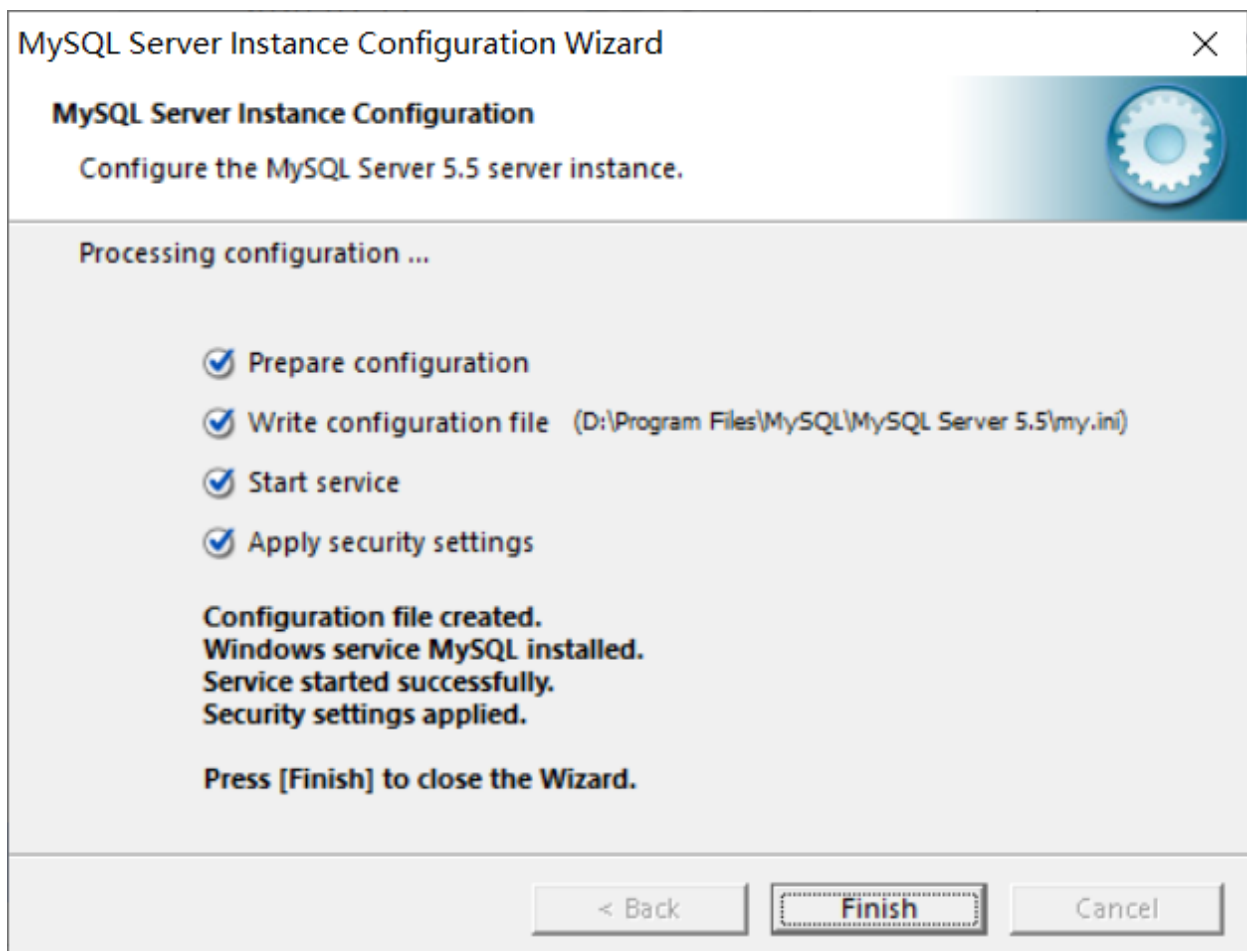 MySQL Server Instance Configuration Wizard
MySQL Server Instance Configuration
Configure the MySQL Server 5.5 server instance.
Processing configuration ...
Prepare configuration
Write configuration file (D:\Program Files\MySQL\MySQL Server 5.5\my.ini)
Start service
Apply security settings
Configuration file created.
Windows service MySQL installed.
Service started successfully.
Security settings applied.
Press [Finish] to close the Wizard.
< Back Finish Cancel